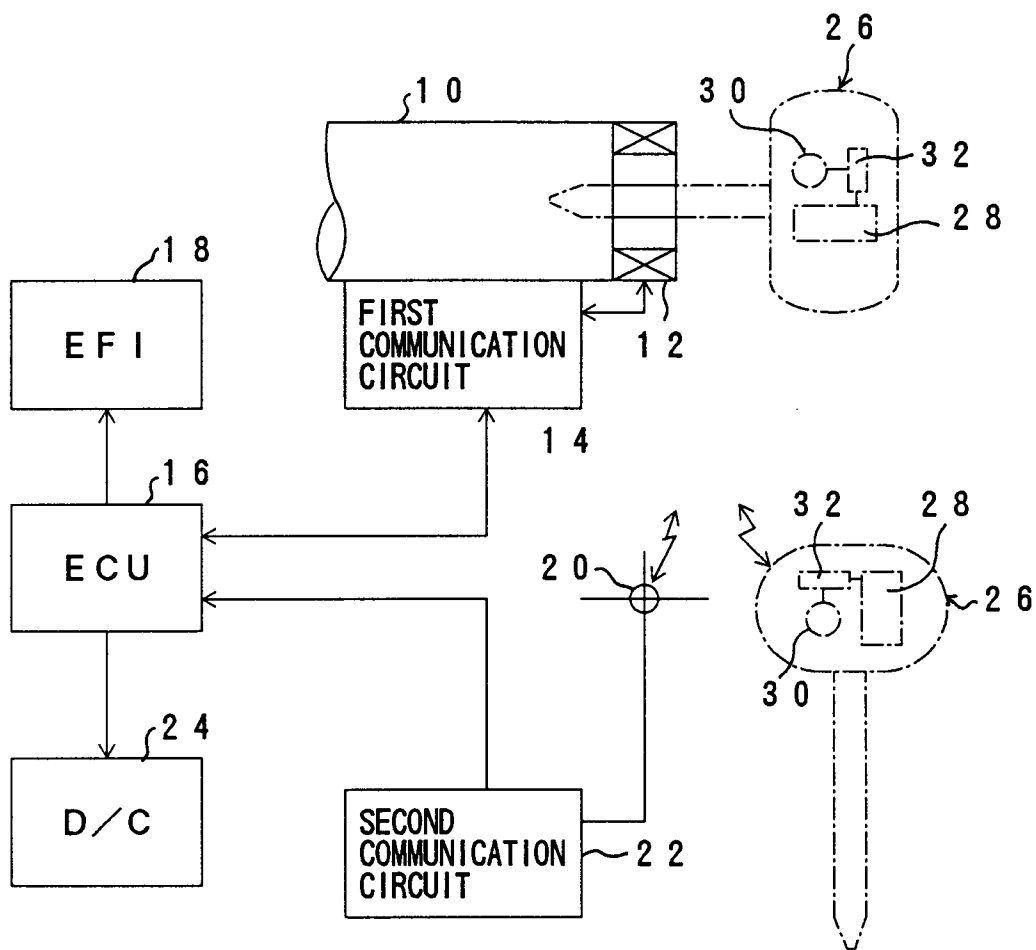 26
10
30
32
28
18
EFI
FIRST
COMMUNICATION
CIRCUIT
12
14
16
ECU
20
32
28
26
30
24
D/C
SECOND
COMMUNICATION
CIRCUIT
22